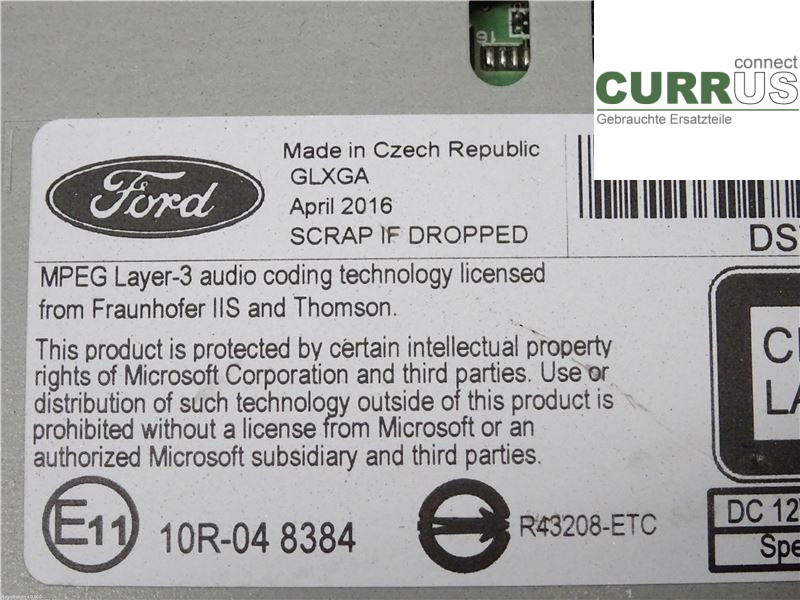 16
connect
CURRUS
Gebrauchte Ersatzteile
Ford
Made in Czech Republic
GLXGA
April 2016
SCRAP IF DROPPED
MPEG Layer-3 audio coding technology licensed
from Fraunhofer IIS and Thomson.
This product is protected by certain intellectual property
rights of Microsoft Corporation and third parties. Use or
distribution of such technology outside of this product is
prohibited without a license from Microsoft or an
authorized Microsoft subsidiary and third parties.
E11
10R-04 8384
R43208-ETC
DC 12